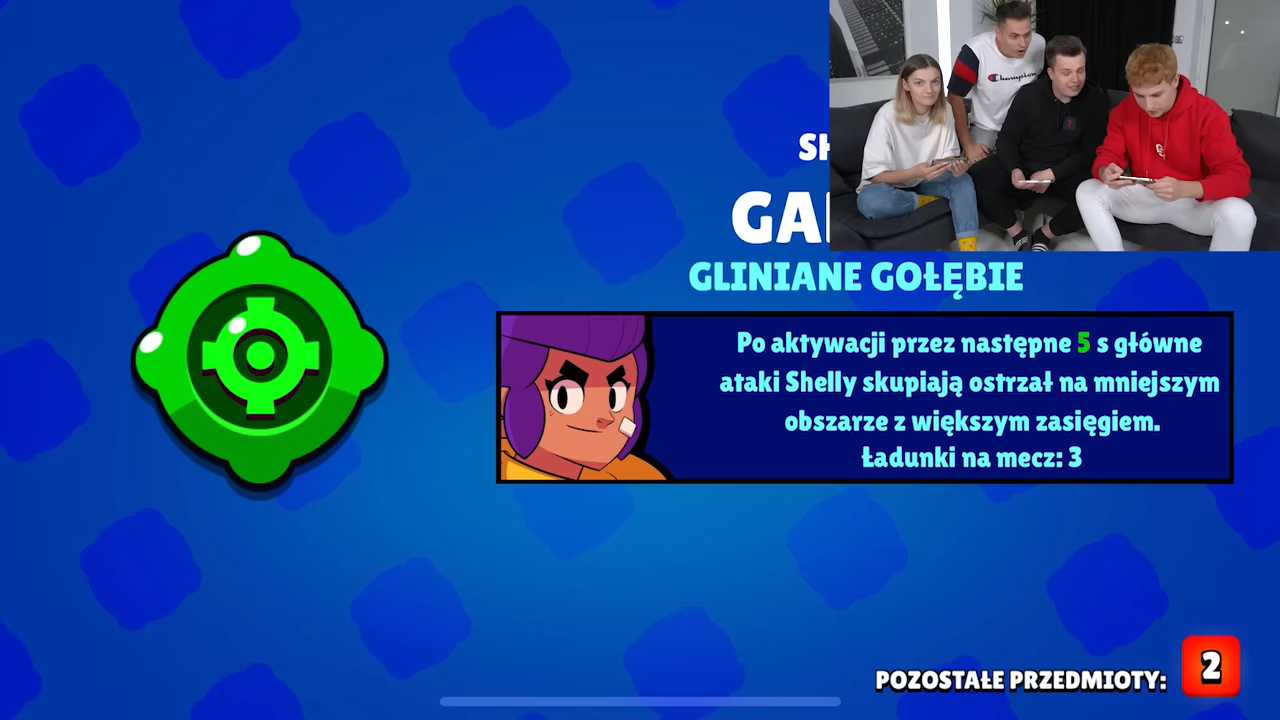 Champion
GLINIANE GOŁĘBIE
Po aktywacji przez następne 5 s główne
ataki Shelly skupiają ostrzał na mniejszym
obszarze z większym zasięgiem.
Ładunki na mecz: 3
POZOSTAŁE PRZEDMIOTY: 2